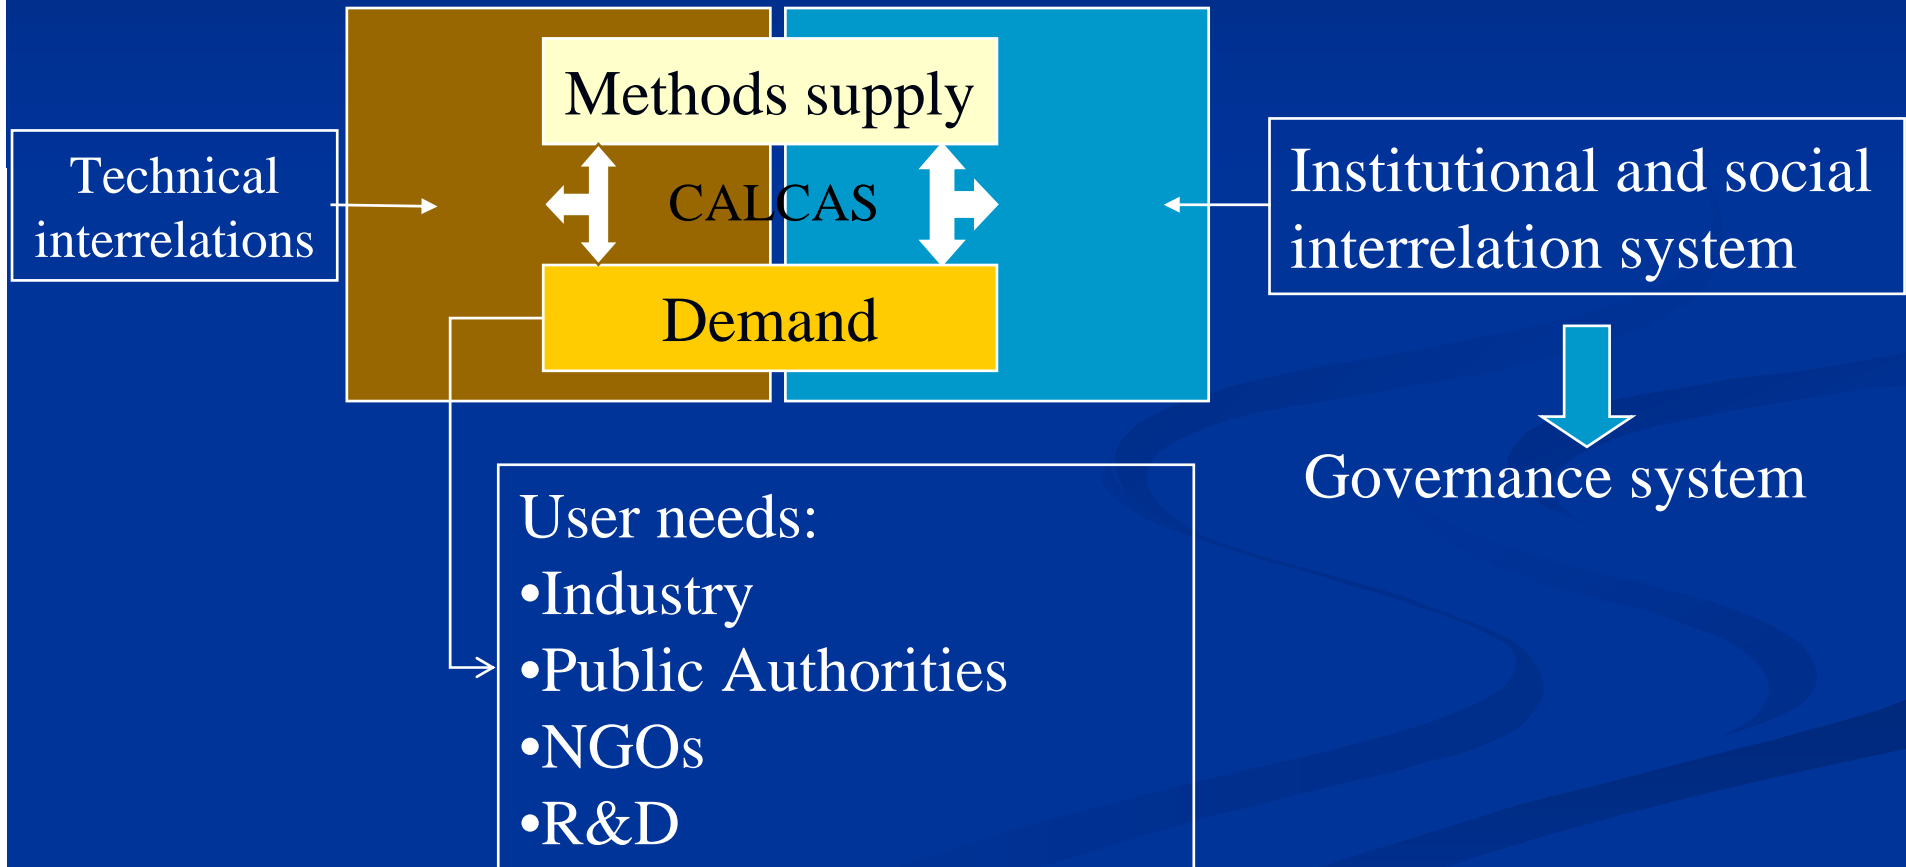 Methods supply
Technical
interrelations
CALCAS
Institutional and social
interrelation system
Demand
Governance system
User needs:
•Industry
•Public Authorities
•NGOs
•R&D